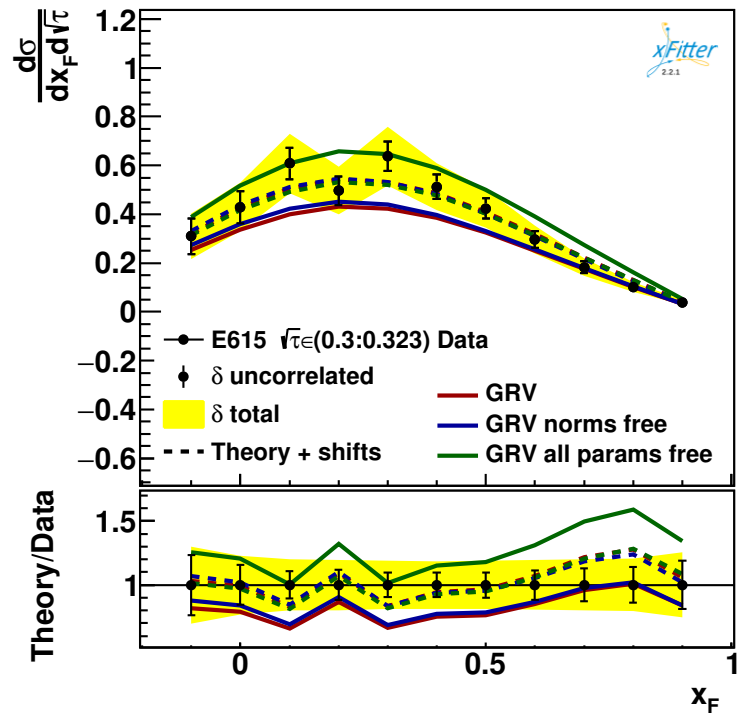 dσ
dx_F d√τ
1.2
1
0.8
0.6
0.4
0.2
0
−0.2
−0.4
−0.6
xFitter
2.2.1
E615 √τ∈(0.3:0.323) Data
δ uncorrelated
δ total
Theory + shifts
GRV
GRV norms free
GRV all params free
Theory/Data
1.5
1
0
0.5
1
x_F